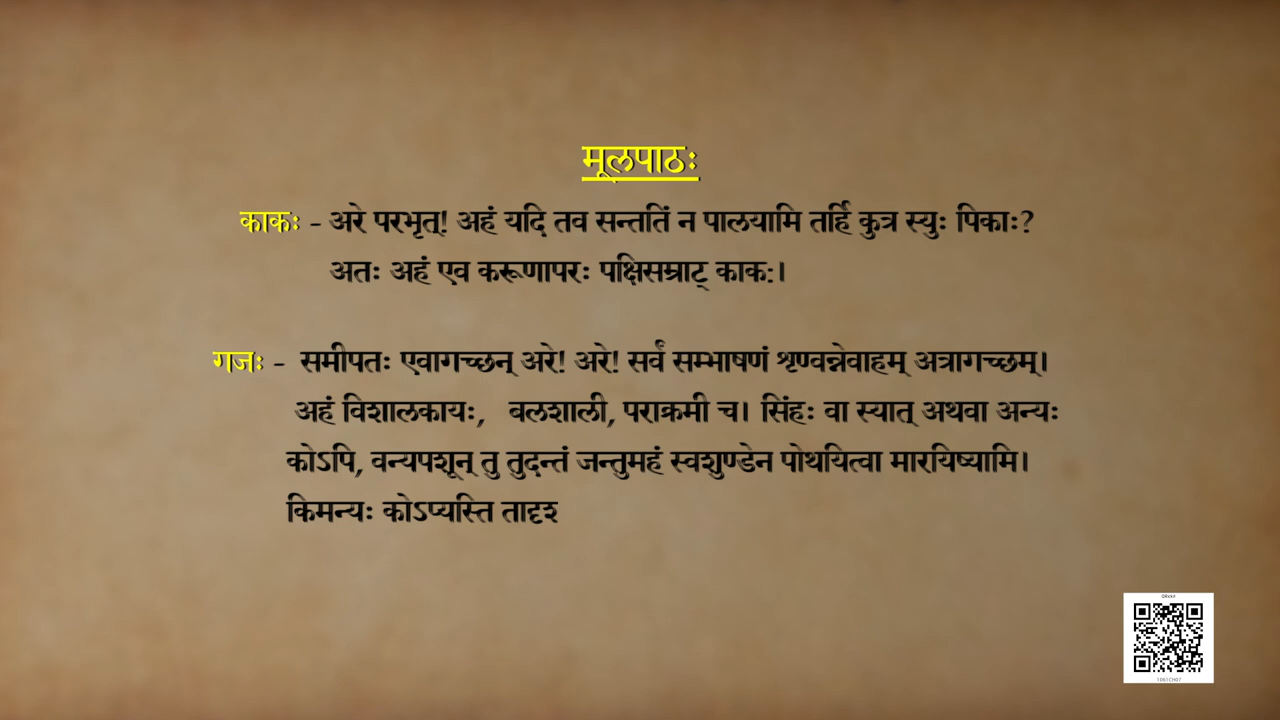 मूलपाठः
काकः - अरे परभृत्! अहं यदि तव सन्ततिं न पालयामि तर्हि कुत्र स्युः पिकाः?
अतः अहं एव करूणापरः पक्षिसम्राट् काकः।
गजः - समीपतः एवागच्छन् अरे! अरे! सर्वं सम्भाषणं शृण्वन्नेवाहम् अत्रागच्छम्।
अहं विशालकायः, बलशाली, पराक्रमी च। सिंहः वा स्यात् अथवा अन्यः
कोऽपि, वन्यपशून् तु तुदन्तं जन्तुमहं स्वशुण्डेन पोथयित्वा मारयिष्यामि।
किमन्यः कोऽप्यस्ति तादृश
1051CH07